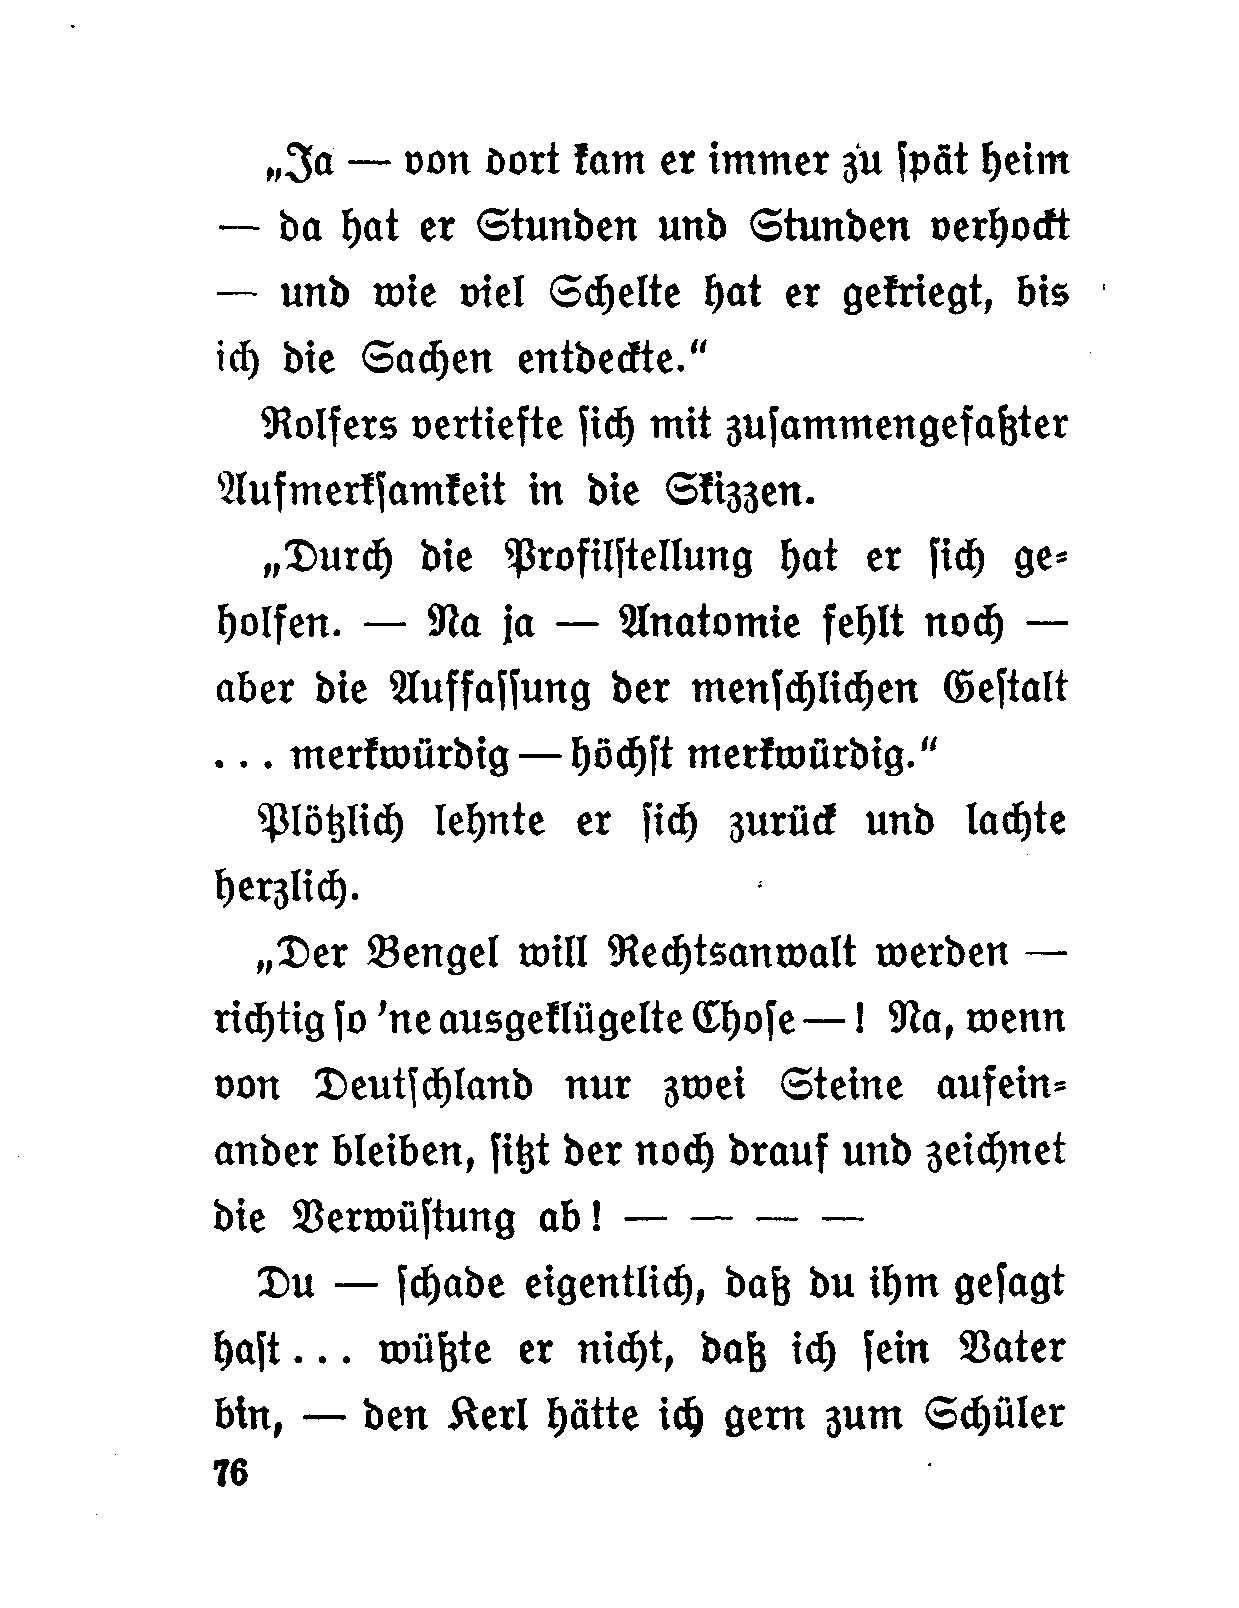 „Ja — von dort kam er immer zu ſpät heim
— da hat er Stunden und Stunden verhockt
— und wie viel Schelte hat er gekriegt, bis
ich die Sachen entdeckte.“
Rolfers vertiefte ſich mit zuſammengefaßter
Aufmerkſamkeit in die Skizzen.
„Durch die Profilſtellung hat er ſich ge⸗
holfen. — Na ja — Anatomie fehlt noch —
aber die Auffaſſung der menſchlichen Geſtalt
. . . merkwürdig — höchſt merkwürdig.“
Plötzlich lehnte er ſich zurück und lachte
herzlich.
„Der Bengel will Rechtsanwalt werden —
richtig ſo 'ne ausgeklügelte Choſe — ! Na, wenn
von Deutſchland nur zwei Steine aufein⸗
ander bleiben, ſitzt der noch drauf und zeichnet
die Verwüſtung ab! — — — —
Du — ſchade eigentlich, daß du ihm geſagt
haſt . . . wüßte er nicht, daß ich ſein Vater
bin, — den Kerl hätte ich gern zum Schüler
76